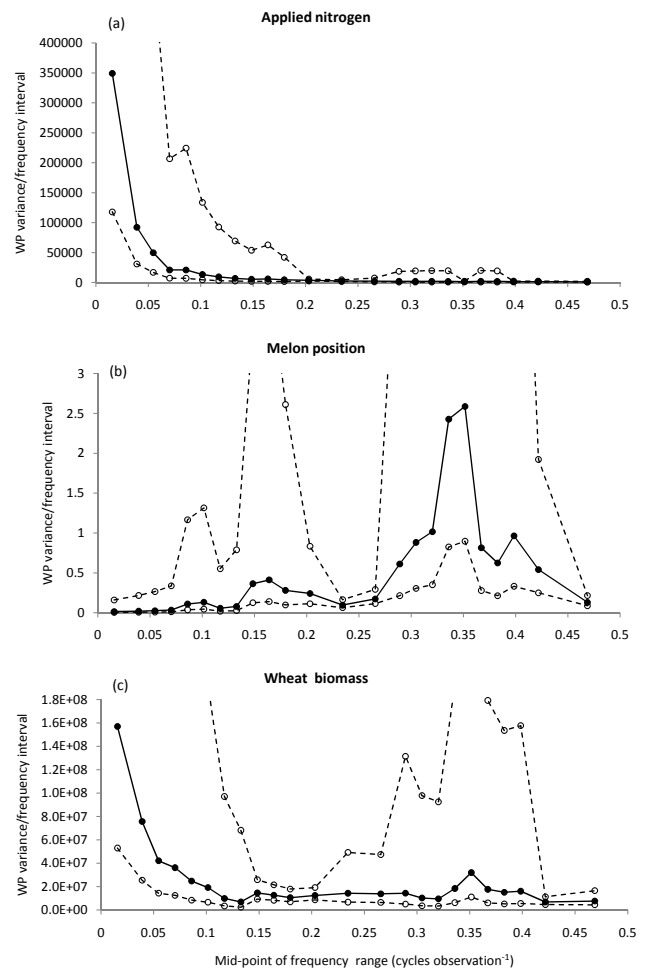 (a)
Applied nitrogen
WP variance/frequency interval
400000
350000
300000
250000
200000
150000
100000
50000
0
0 0.05 0.1 0.15 0.2 0.25 0.3 0.35 0.4 0.45 0.5
Melon position
(b)
WP variance/frequency interval
3
2.5
2
1.5
1
0.5
0
0 0.05 0.1 0.15 0.2 0.25 0.3 0.35 0.4 0.45 0.5
Wheat biomass
(c)
WP variance/frequency interval
1.8E+08
1.6E+08
1.4E+08
1.2E+08
1.0E+08
8.0E+07
6.0E+07
4.0E+07
2.0E+07
0.0E+00
0 0.05 0.1 0.15 0.2 0.25 0.3 0.35 0.4 0.45 0.5
Mid-point of frequency range (cycles observation⁻¹)